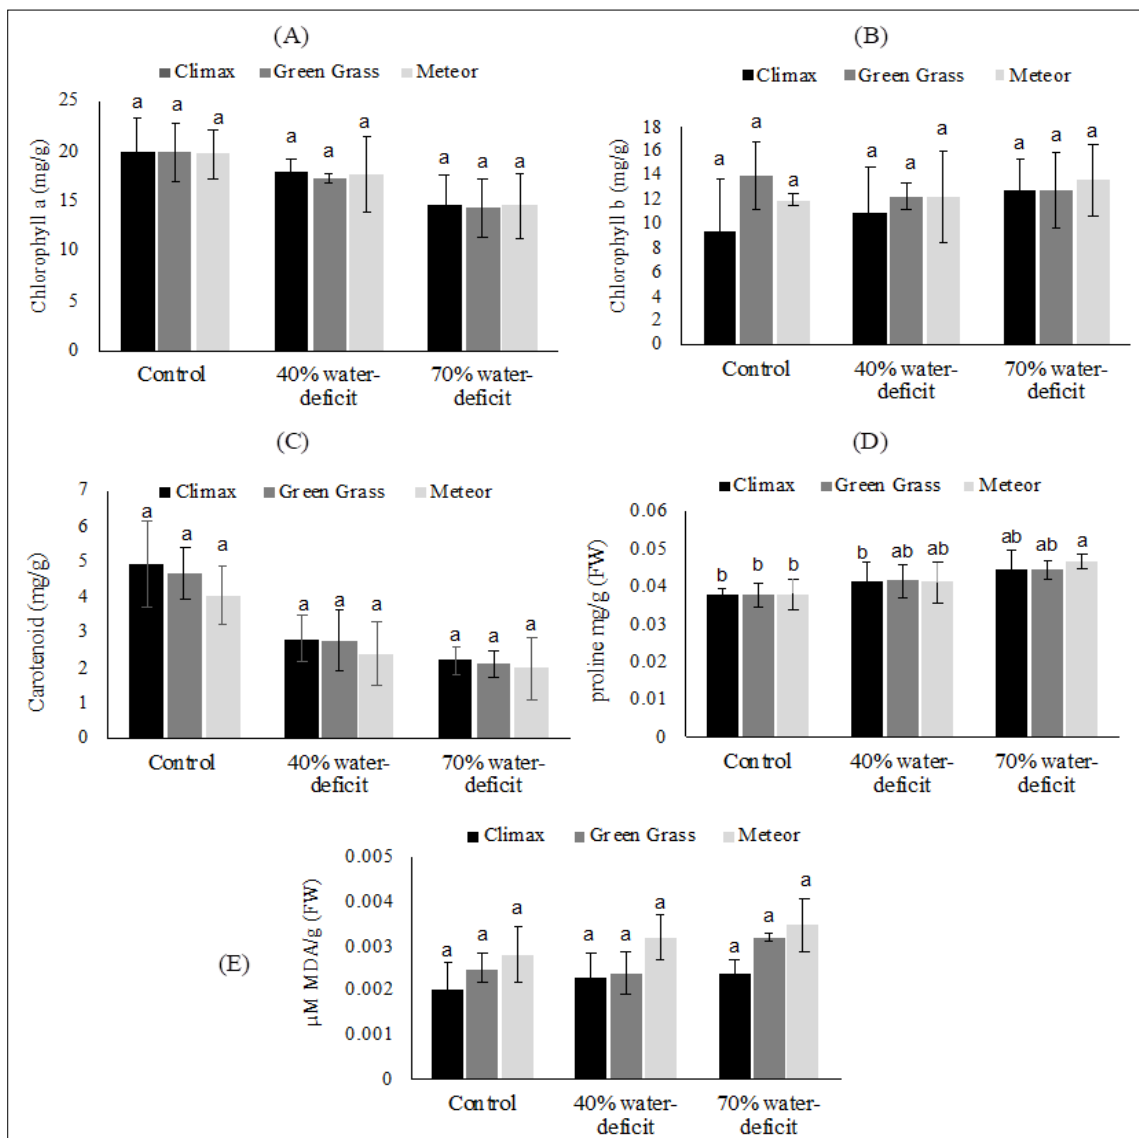 (A)
Climax Green Grass Meteor
Chlorophyll a (mg/g)
25
20
15
10
5
0
a a a
a a a
a a a
Control 40% water-deficit 70% water-deficit
(B)
Climax Green Grass Meteor
Chlorophyll b (mg/g)
18
16
14
12
10
8
6
4
2
0
a a a
a a a
a a a
Control 40% water-deficit 70% water-deficit
(C)
Climax Green Grass Meteor
Carotenoid (mg/g)
7
6
5
4
3
2
1
0
a a a
a a a
a a a
Control 40% water-deficit 70% water-deficit
(D)
Climax Green Grass Meteor
proline mg/g (FW)
0.06
0.05
0.04
0.03
0.02
0.01
0
b b b
b ab ab
ab ab a
Control 40% water-deficit 70% water-deficit
(E)
Climax Green Grass Meteor
µM MDA/g (FW)
0.005
0.004
0.003
0.002
0.001
0
a a a
a a a
a a a
Control 40% water-deficit 70% water-deficit